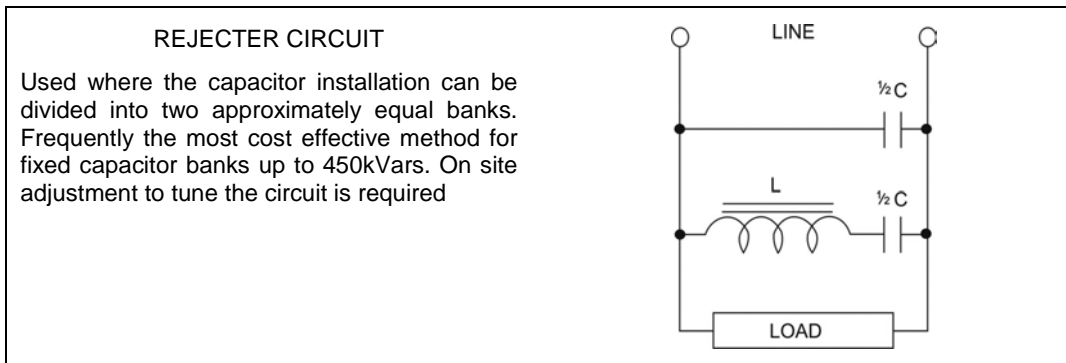 REJECTER CIRCUIT
Used where the capacitor installation can be
divided into two approximately equal banks.
Frequently the most cost effective method for
fixed capacitor banks up to 450kVars. On site
adjustment to tune the circuit is required
LINE
½ C
L
½ C
LOAD